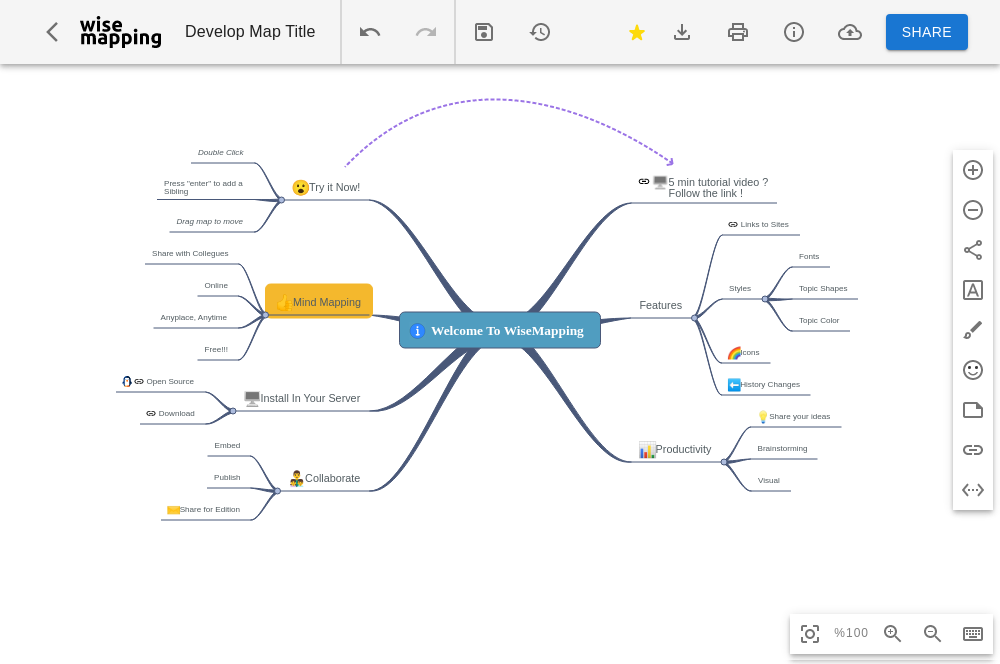 wise
mapping
Develop Map Title
SHARE
Double Click
Press "enter" to add a
Sibling
Drag map to move
Try it Now!
5 min tutorial video ?
Follow the link !
Share with Collegues
Online
Anyplace, Anytime
Free!!!
Mind Mapping
Welcome To WiseMapping
Links to Sites
Fonts
Styles
Topic Shapes
Topic Color
Features
Icons
History Changes
Open Source
Download
Install In Your Server
Embed
Publish
Share for Edition
Collaborate
Share your ideas
Productivity
Brainstorming
Visual
A
%100